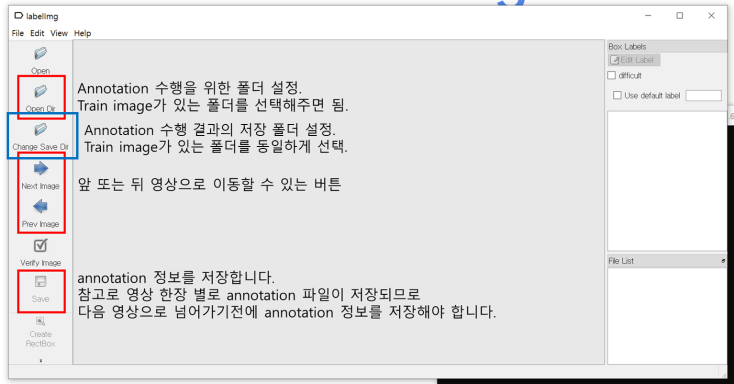 labelImg
File Edit View Help
Open
Open Dir
Change Save Dir
Next Image
Prev Image
Verify Image
Save
Create
RectBox
Annotation 수행을 위한 폴더 설정.
Train image가 있는 폴더를 선택해주면 됨.
Annotation 수행 결과의 저장 폴더 설정.
Train image가 있는 폴더를 동일하게 선택.
앞 또는 뒤 영상으로 이동할 수 있는 버튼
annotation 정보를 저장합니다.
참고로 영상 한장 별로 annotation 파일이 저장되므로
다음 영상으로 넘어가기전에 annotation 정보를 저장해야 합니다.
Box Labels
Edit Label
difficult
Use default label
File List